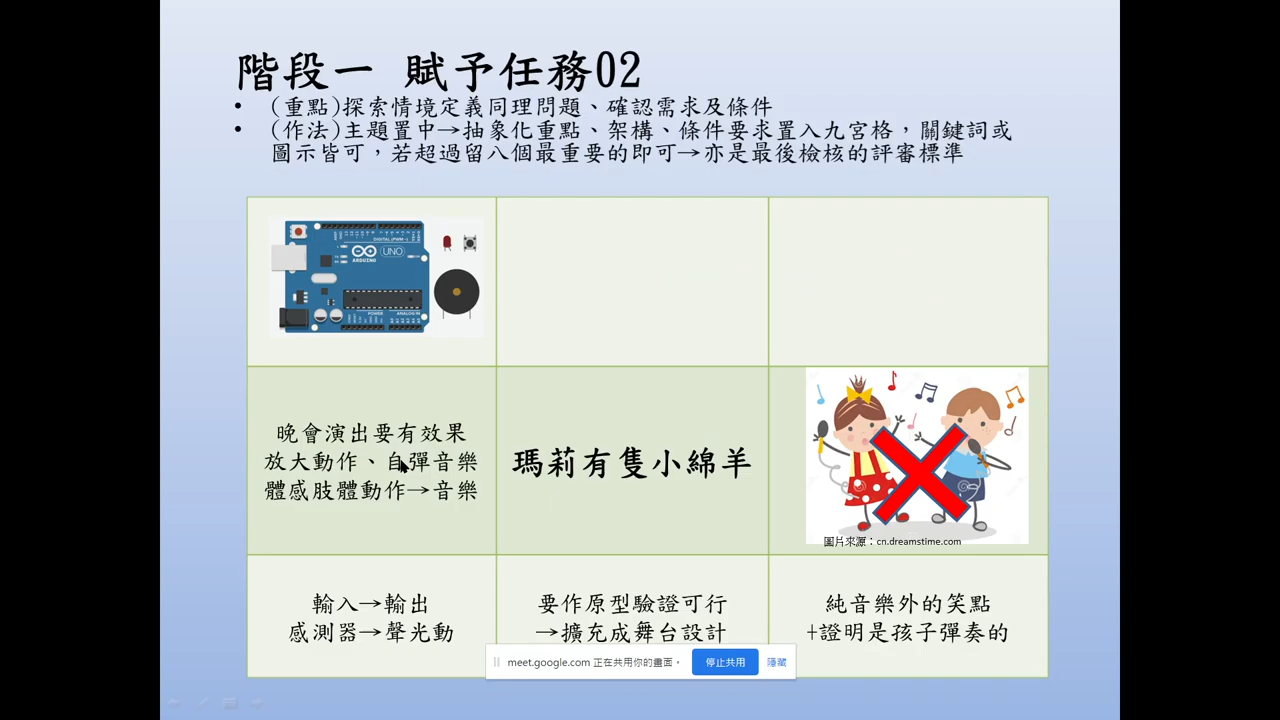 階段一 賦予任務02
• (重點)探索情境定義同理問題、確認需求及條件
• (作法)主題置中→抽象化重點、架構、條件要求置入九宮格，關鍵詞或
圖示皆可，若超過留八個最重要的即可→亦是最後檢核的評審標準
DIGITAL (PWM~)
UNO
ARDUINO
POWER
ANALOG IN
晚會演出要有效果
放大動作、自彈音樂
體感肢體動作→音樂
瑪莉有隻小綿羊
圖片來源：cn.dreamstime.com
輸入→輸出
感測器→聲光動
要作原型驗證可行
→擴充成舞台設計
純音樂外的笑點
+證明是孩子彈奏的
meet.google.com 正在共用你的畫面。
停止共用
隱藏